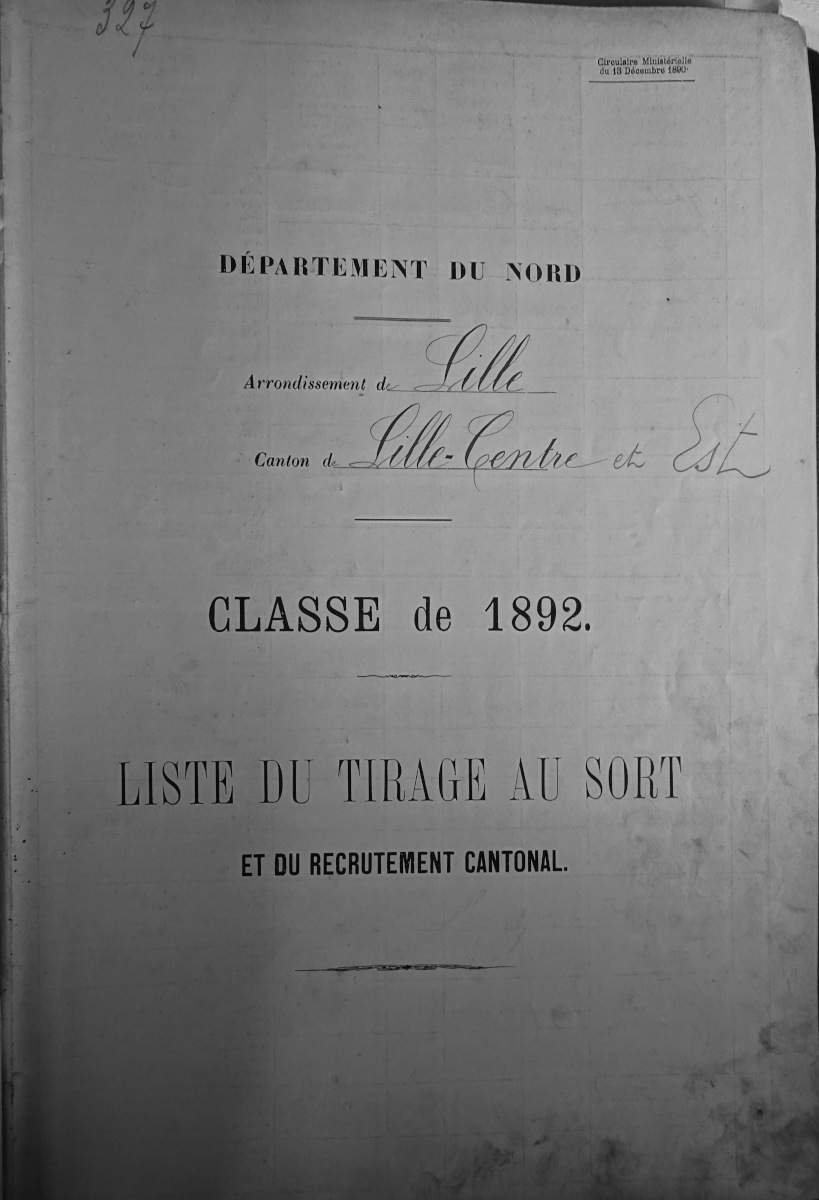 327
Circulaire Ministérielle
du 13 Décembre 1890.
DÉPARTEMENT DU NORD
Arrondissement de Lille
Canton de Lille-Centre et Est
CLASSE de 1892.
LISTE DU TIRAGE AU SORT
ET DU RECRUTEMENT CANTONAL.